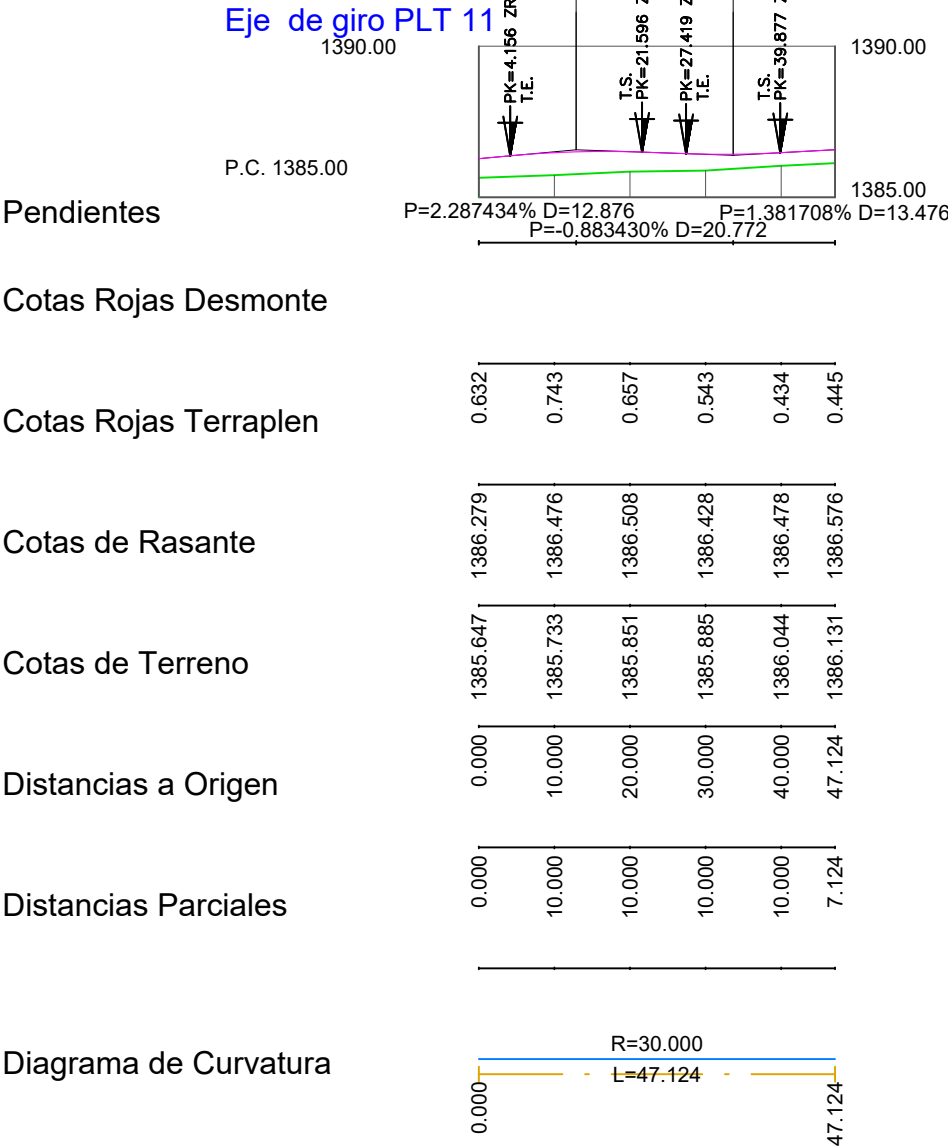 Eje de giro PLT 11
1390.00
1390.00
PK=4.156 ZR
T.E.
T.S.
PK=21.596
PK=27.419
T.E.
T.S.
PK=39.877
P.C. 1385.00
1385.00
Pendientes
P=2.287434% D=12.876
P=1.381708% D=13.476
P=-0.883430% D=20.772
Cotas Rojas Desmonte
Cotas Rojas Terraplen
0.632 0.743 0.657 0.543 0.434 0.445
Cotas de Rasante
1386.279 1386.476 1386.508 1386.428 1386.478 1386.576
Cotas de Terreno
1385.647 1385.733 1385.851 1385.885 1386.044 1386.131
Distancias a Origen
0.000 10.000 20.000 30.000 40.000 47.124
Distancias Parciales
0.000 10.000 10.000 10.000 10.000 7.124
Diagrama de Curvatura
R=30.000
L=47.124
0.000 47.124